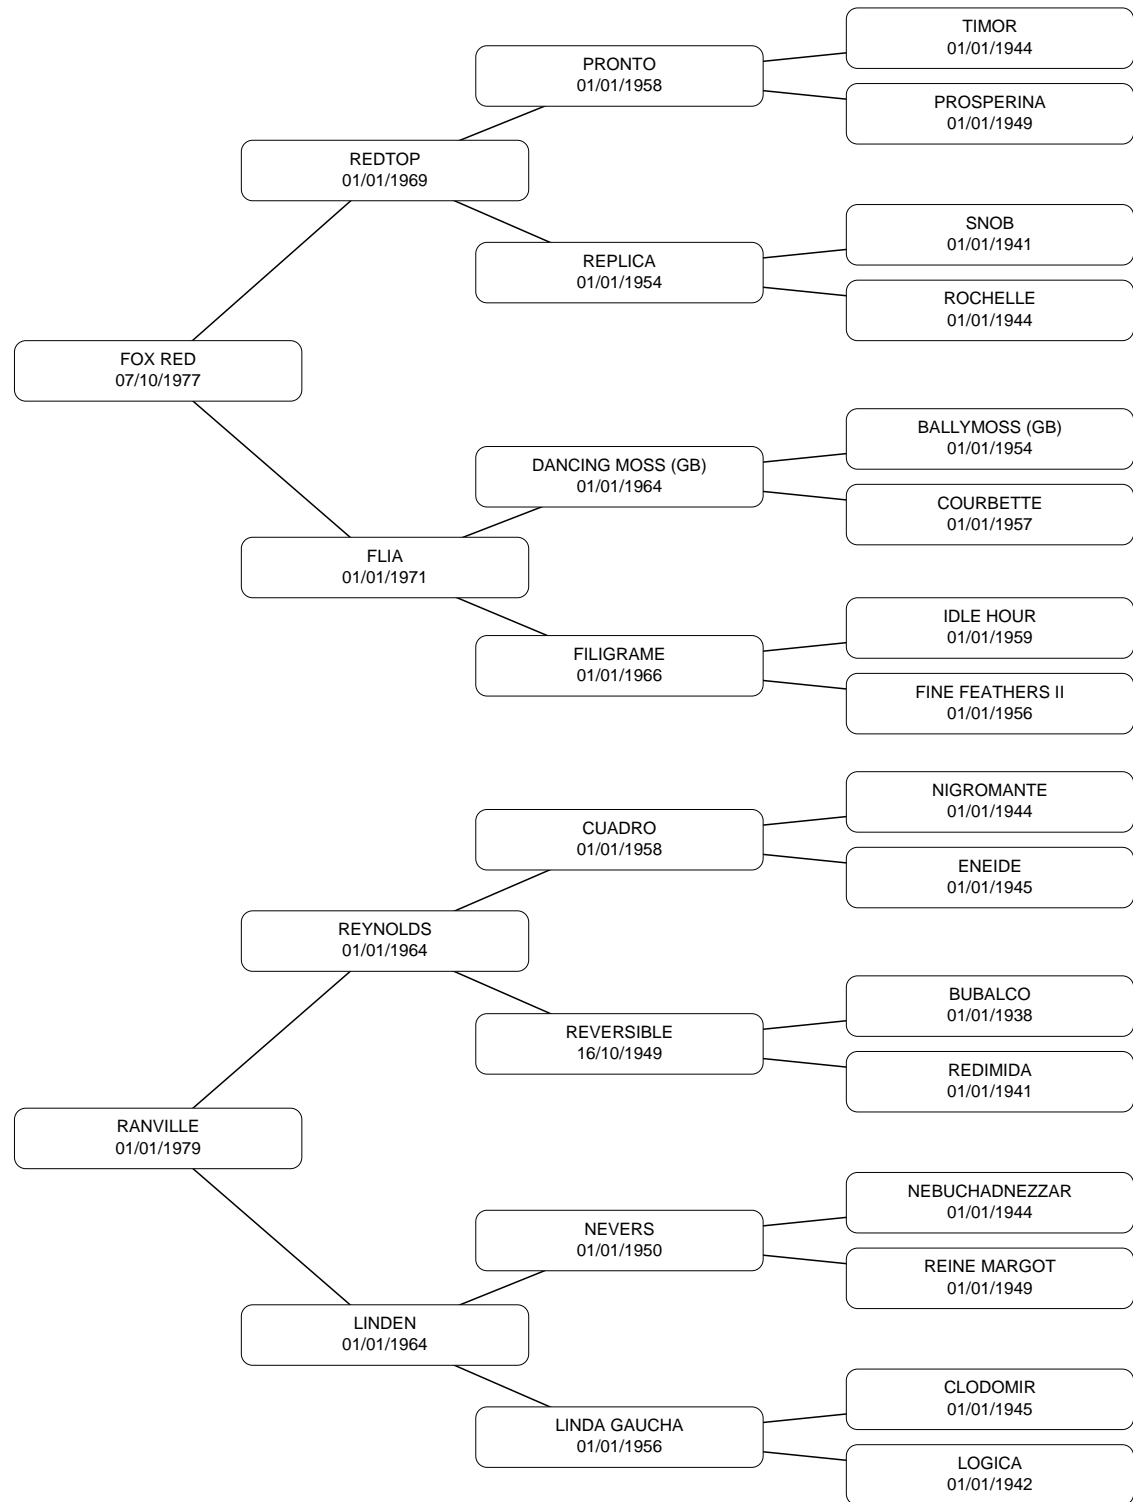 TIMOR
01/01/1944
PRONTO
01/01/1958
PROSPERINA
01/01/1949
REDTOP
01/01/1969
SNOB
01/01/1941
REPLICA
01/01/1954
ROCHELLE
01/01/1944
FOX RED
07/10/1977
BALLYMOSS (GB)
01/01/1954
DANCING MOSS (GB)
01/01/1964
COURBETTE
01/01/1957
FLIA
01/01/1971
IDLE HOUR
01/01/1959
FILIGRAME
01/01/1966
FINE FEATHERS II
01/01/1956
NIGROMANTE
01/01/1944
CUADRO
01/01/1958
ENEIDE
01/01/1945
REYNOLDS
01/01/1964
BUBALCO
01/01/1938
REVERSIBLE
16/10/1949
REDIMIDA
01/01/1941
RANVILLE
01/01/1979
NEBUCHADNEZZAR
01/01/1944
NEVERS
01/01/1950
REINE MARGOT
01/01/1949
LINDEN
01/01/1964
CLODOMIR
01/01/1945
LINDA GAUCHA
01/01/1956
LOGICA
01/01/1942